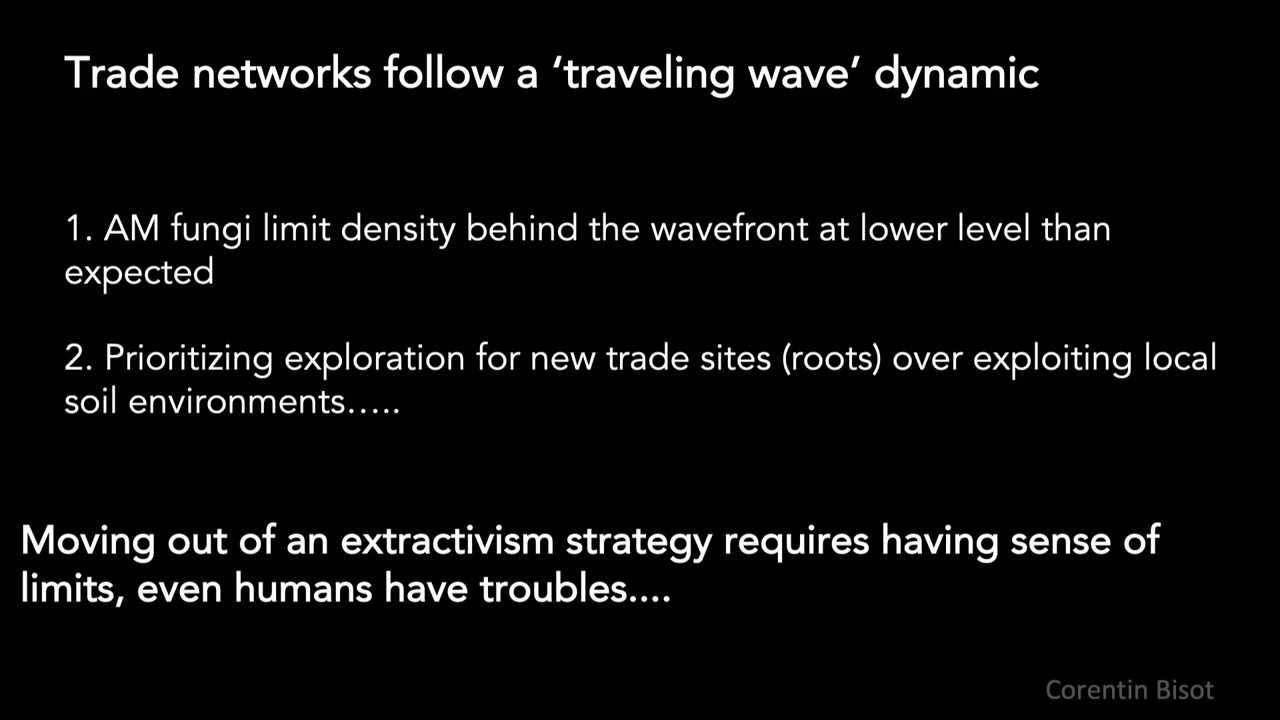 Trade networks follow a ‘traveling wave’ dynamic
1. AM fungi limit density behind the wavefront at lower level than
expected
2. Prioritizing exploration for new trade sites (roots) over exploiting local
soil environments…..
Moving out of an extractivism strategy requires having sense of
limits, even humans have troubles....
Corentin Bisot